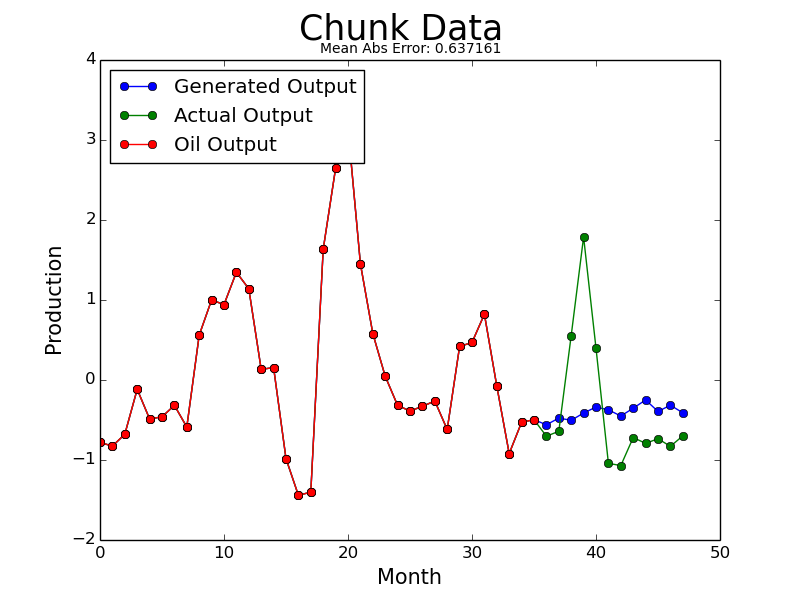 Chunk Data
Mean Abs Error: 0.637161
Generated Output
Actual Output
Oil Output
4
3
2
1
0
−1
−2
Production
0 10 20 30 40 50
Month